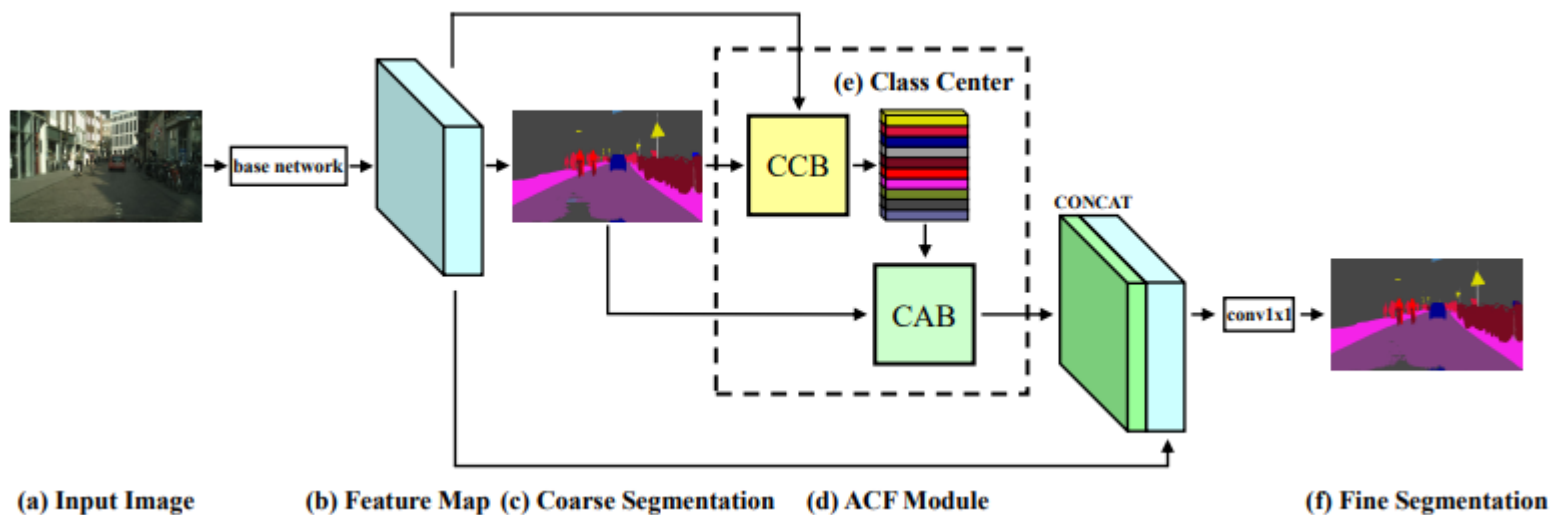 (e) Class Center
base network
CCB
CONCAT
CAB
conv1x1
(a) Input Image
(b) Feature Map
(c) Coarse Segmentation
(d) ACF Module
(f) Fine Segmentation